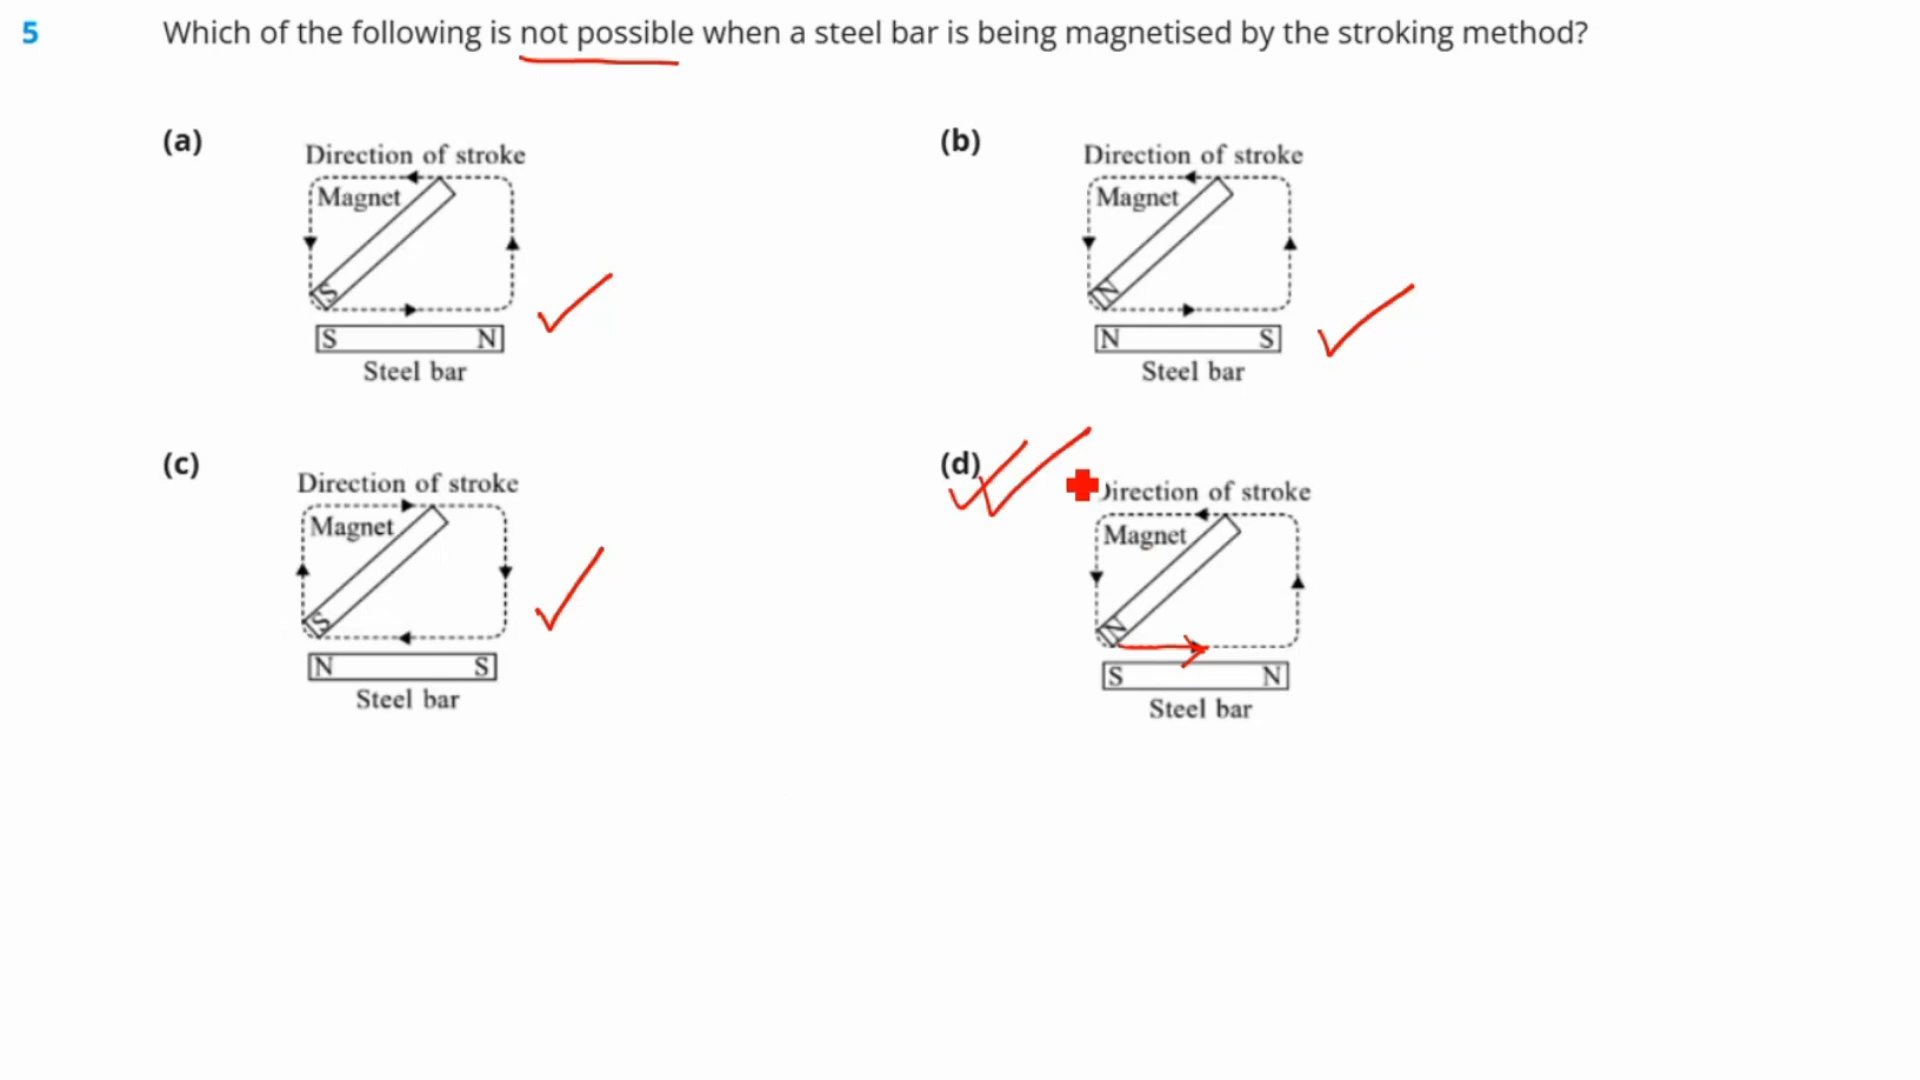 5 Which of the following is not possible when a steel bar is being magnetised by the stroking method?
(a)
Direction of stroke
Magnet
S
S N
Steel bar
(b)
Direction of stroke
Magnet
N
N S
Steel bar
(c)
Direction of stroke
Magnet
S
N S
Steel bar
(d)
irection of stroke
Magnet
N
S N
Steel bar